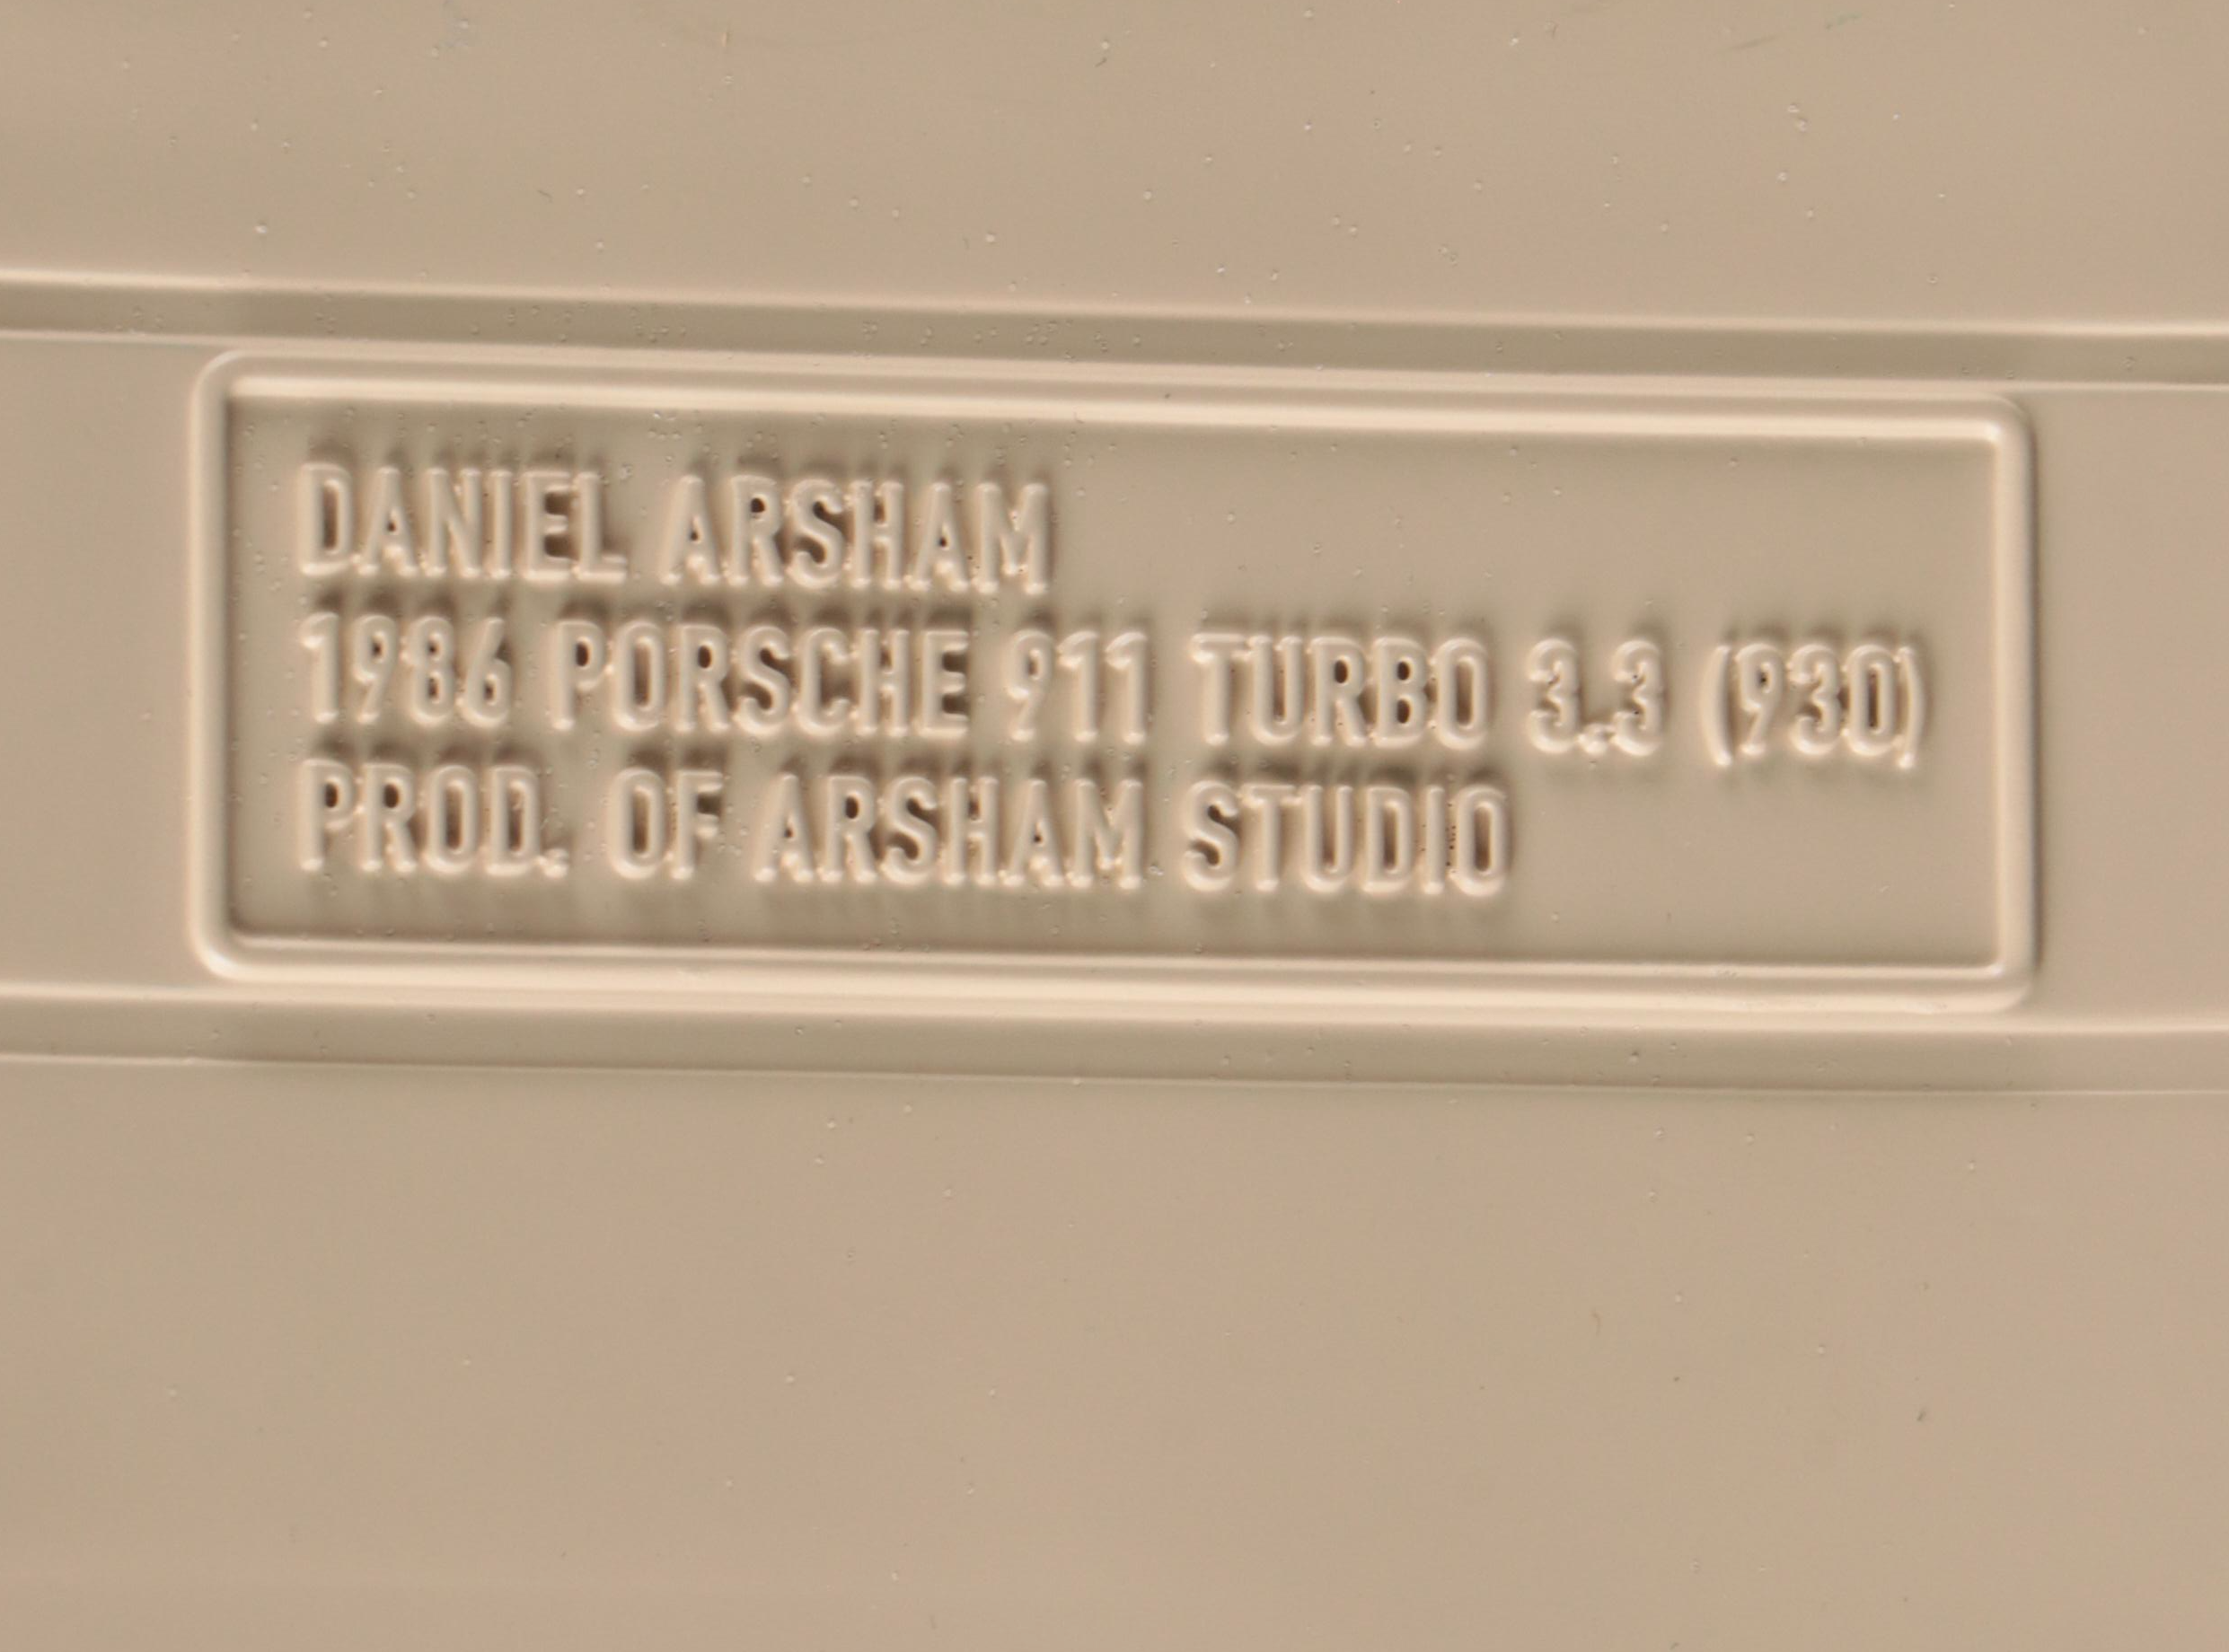 DANIEL ARSHAM
1986 PORSCHE 911 TURBO 3.3 (930)
PROD. OF ARSHAM STUDIO